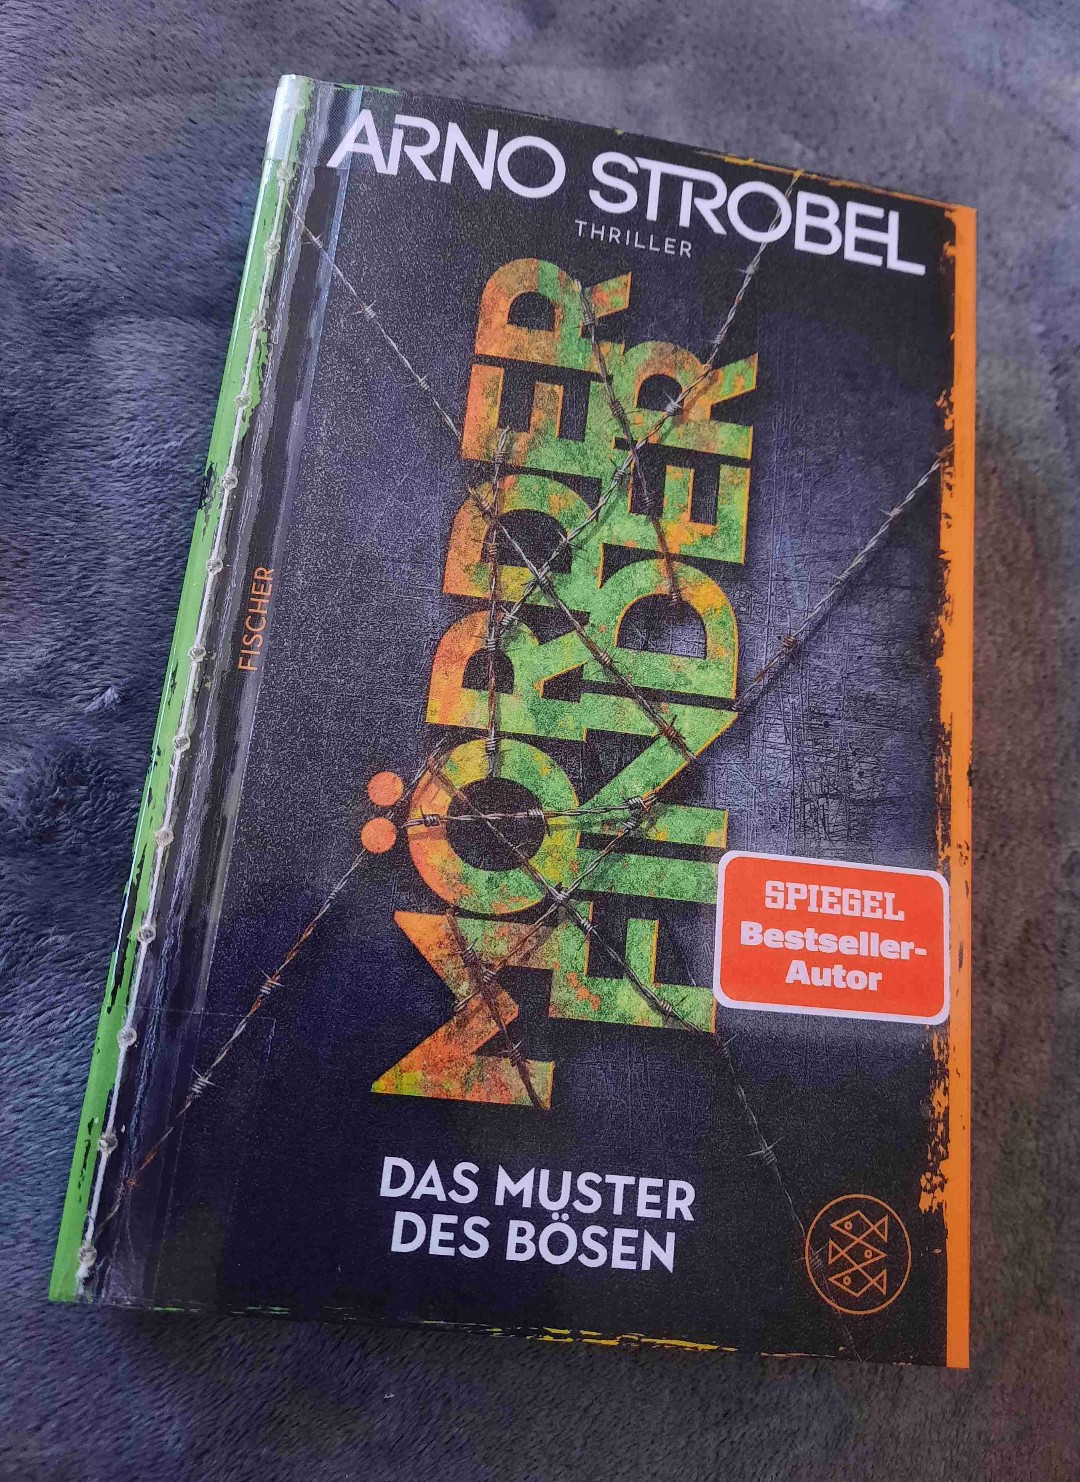 ARNO STROBEL
THRILLER
MÖRDER
FINDER
FISCHER
SPIEGEL
Bestseller-
Autor
DAS MUSTER
DES BÖSEN